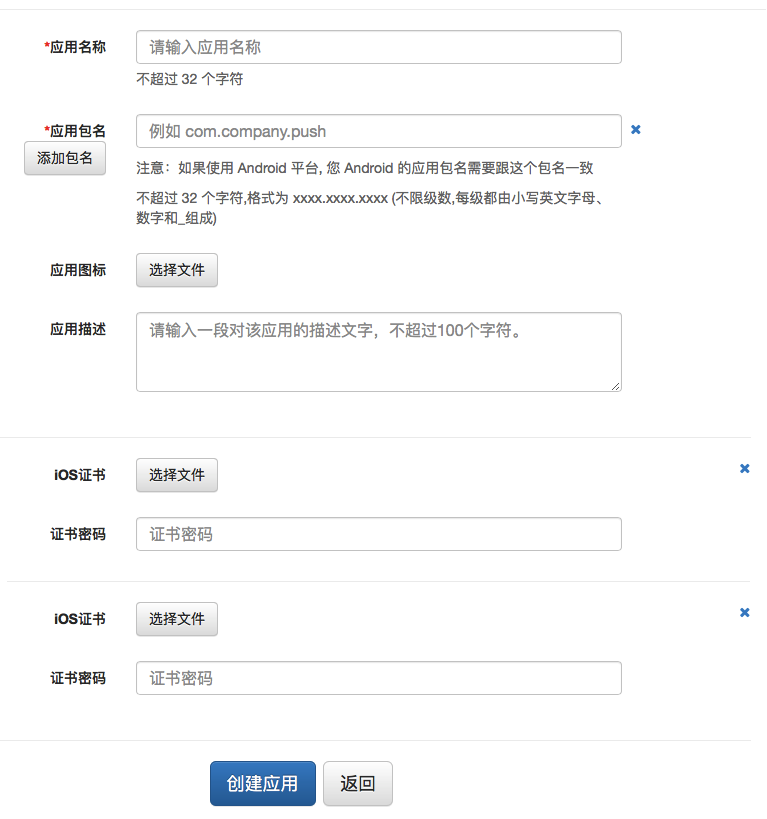 *应用名称
请输入应用名称
不超过 32 个字符
*应用包名
例如 com.company.push
添加包名
注意：如果使用 Android 平台, 您 Android 的应用包名需要跟这个包名一致
不超过 32 个字符,格式为 xxxx.xxxx.xxxx (不限级数,每级都由小写英文字母、
数字和_组成)
应用图标
选择文件
应用描述
请输入一段对该应用的描述文字，不超过100个字符。
iOS证书
选择文件
证书密码
证书密码
iOS证书
选择文件
证书密码
证书密码
创建应用
返回